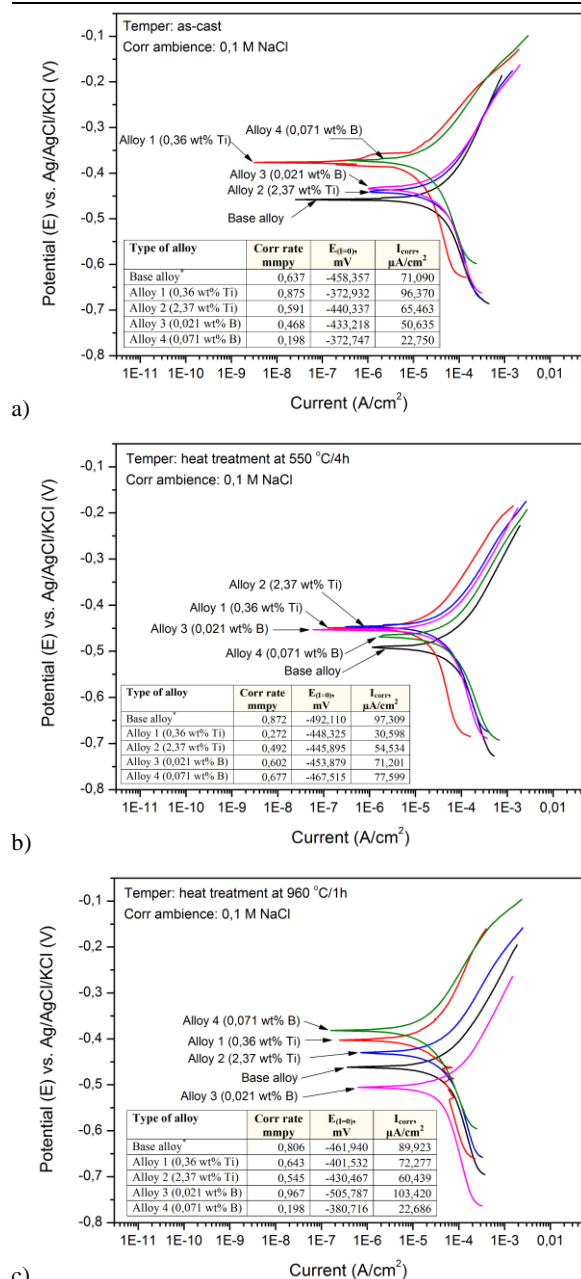 Temper: as-cast
Corr ambience: 0,1 M NaCl
Alloy 4 (0,071 wt% B)
Alloy 1 (0,36 wt% Ti)
Alloy 3 (0,021 wt% B)
Alloy 2 (2,37 wt% Ti)
Base alloy
Potential (E) vs. Ag/AgCl/KCl (V)
-0,1
-0,2
-0,3
-0,4
-0,5
-0,6
-0,7
-0,8
Type of alloy Corr rate mmpy E(I=0), mV Icorr, µA/cm²
Base alloy* 0,637 -458,357 71,090
Alloy 1 (0,36 wt% Ti) 0,875 -372,932 96,370
Alloy 2 (2,37 wt% Ti) 0,591 -440,337 65,463
Alloy 3 (0,021 wt% B) 0,468 -433,218 50,635
Alloy 4 (0,071 wt% B) 0,198 -372,747 22,750
1E-11 1E-10 1E-9 1E-8 1E-7 1E-6 1E-5 1E-4 1E-3 0,01
Current (A/cm²)
a)
Temper: heat treatment at 550 °C/4h
Corr ambience: 0,1 M NaCl
Alloy 2 (2,37 wt% Ti)
Alloy 1 (0,36 wt% Ti)
Alloy 3 (0,021 wt% B)
Alloy 4 (0,071 wt% B)
Base alloy
Potential (E) vs. Ag/AgCl/KCl (V)
-0,1
-0,2
-0,3
-0,4
-0,5
-0,6
-0,7
-0,8
Type of alloy Corr rate mmpy E(I=0), mV Icorr, µA/cm²
Base alloy* 0,872 -492,110 97,309
Alloy 1 (0,36 wt% Ti) 0,272 -448,325 30,598
Alloy 2 (2,37 wt% Ti) 0,492 -445,895 54,534
Alloy 3 (0,021 wt% B) 0,602 -453,879 71,201
Alloy 4 (0,071 wt% B) 0,677 -467,515 77,599
1E-11 1E-10 1E-9 1E-8 1E-7 1E-6 1E-5 1E-4 1E-3 0,01
Current (A/cm²)
b)
Temper: heat treatment at 960 °C/1h
Corr ambience: 0,1 M NaCl
Alloy 4 (0,071 wt% B)
Alloy 1 (0,36 wt% Ti)
Alloy 2 (2,37 wt% Ti)
Base alloy
Alloy 3 (0,021 wt% B)
Potential (E) vs. Ag/AgCl/KCl (V)
-0,1
-0,2
-0,3
-0,4
-0,5
-0,6
-0,7
-0,8
Type of alloy Corr rate mmpy E(I=0), mV Icorr, µA/cm²
Base alloy* 0,806 -461,940 89,923
Alloy 1 (0,36 wt% Ti) 0,643 -401,532 72,277
Alloy 2 (2,37 wt% Ti) 0,545 -430,467 60,439
Alloy 3 (0,021 wt% B) 0,967 -505,787 103,420
Alloy 4 (0,071 wt% B) 0,198 -380,716 22,686
1E-11 1E-10 1E-9 1E-8 1E-7 1E-6 1E-5 1E-4 1E-3 0,01
Current (A/cm²)
c)